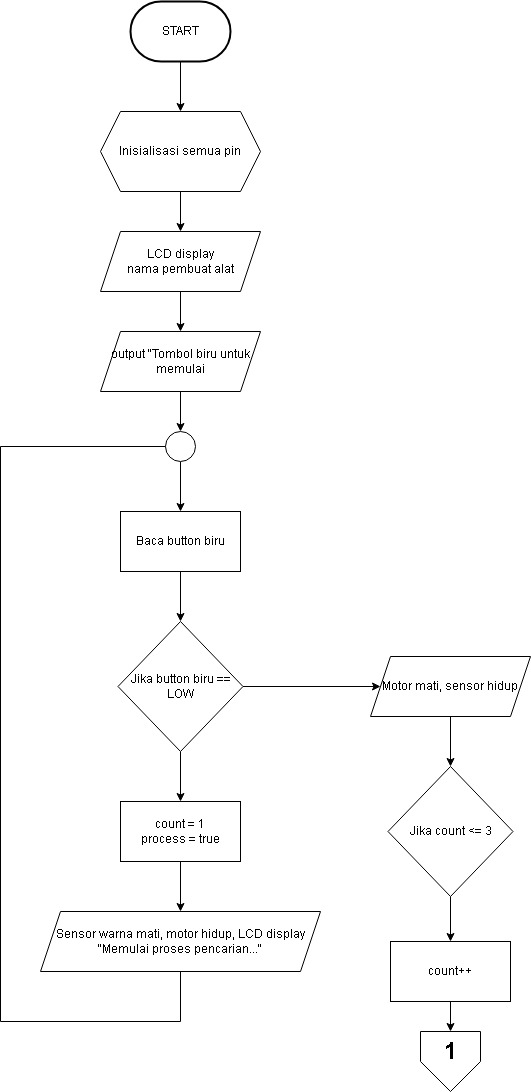 START
Inisialisasi semua pin
LCD display
nama pembuat alat
output "Tombol biru untuk
memulai
Baca button biru
Jika button biru ==
LOW
Motor mati, sensor hidup
count = 1
process = true
Jika count <= 3
Sensor warna mati, motor hidup, LCD display
"Memulai proses pencarian..."
count++
1